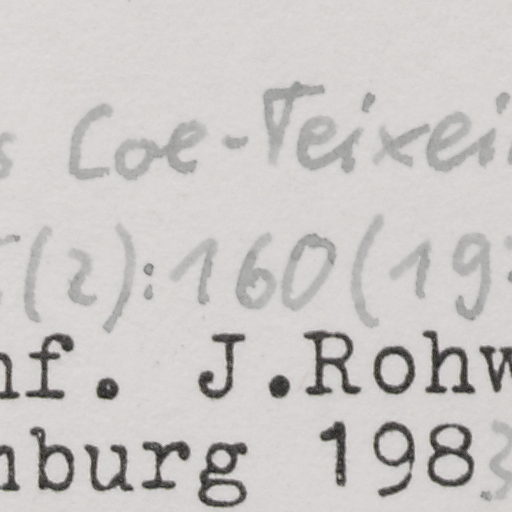 s Coe-Teixei
(2):160(19
nf. J.Rohw
nburg 1983